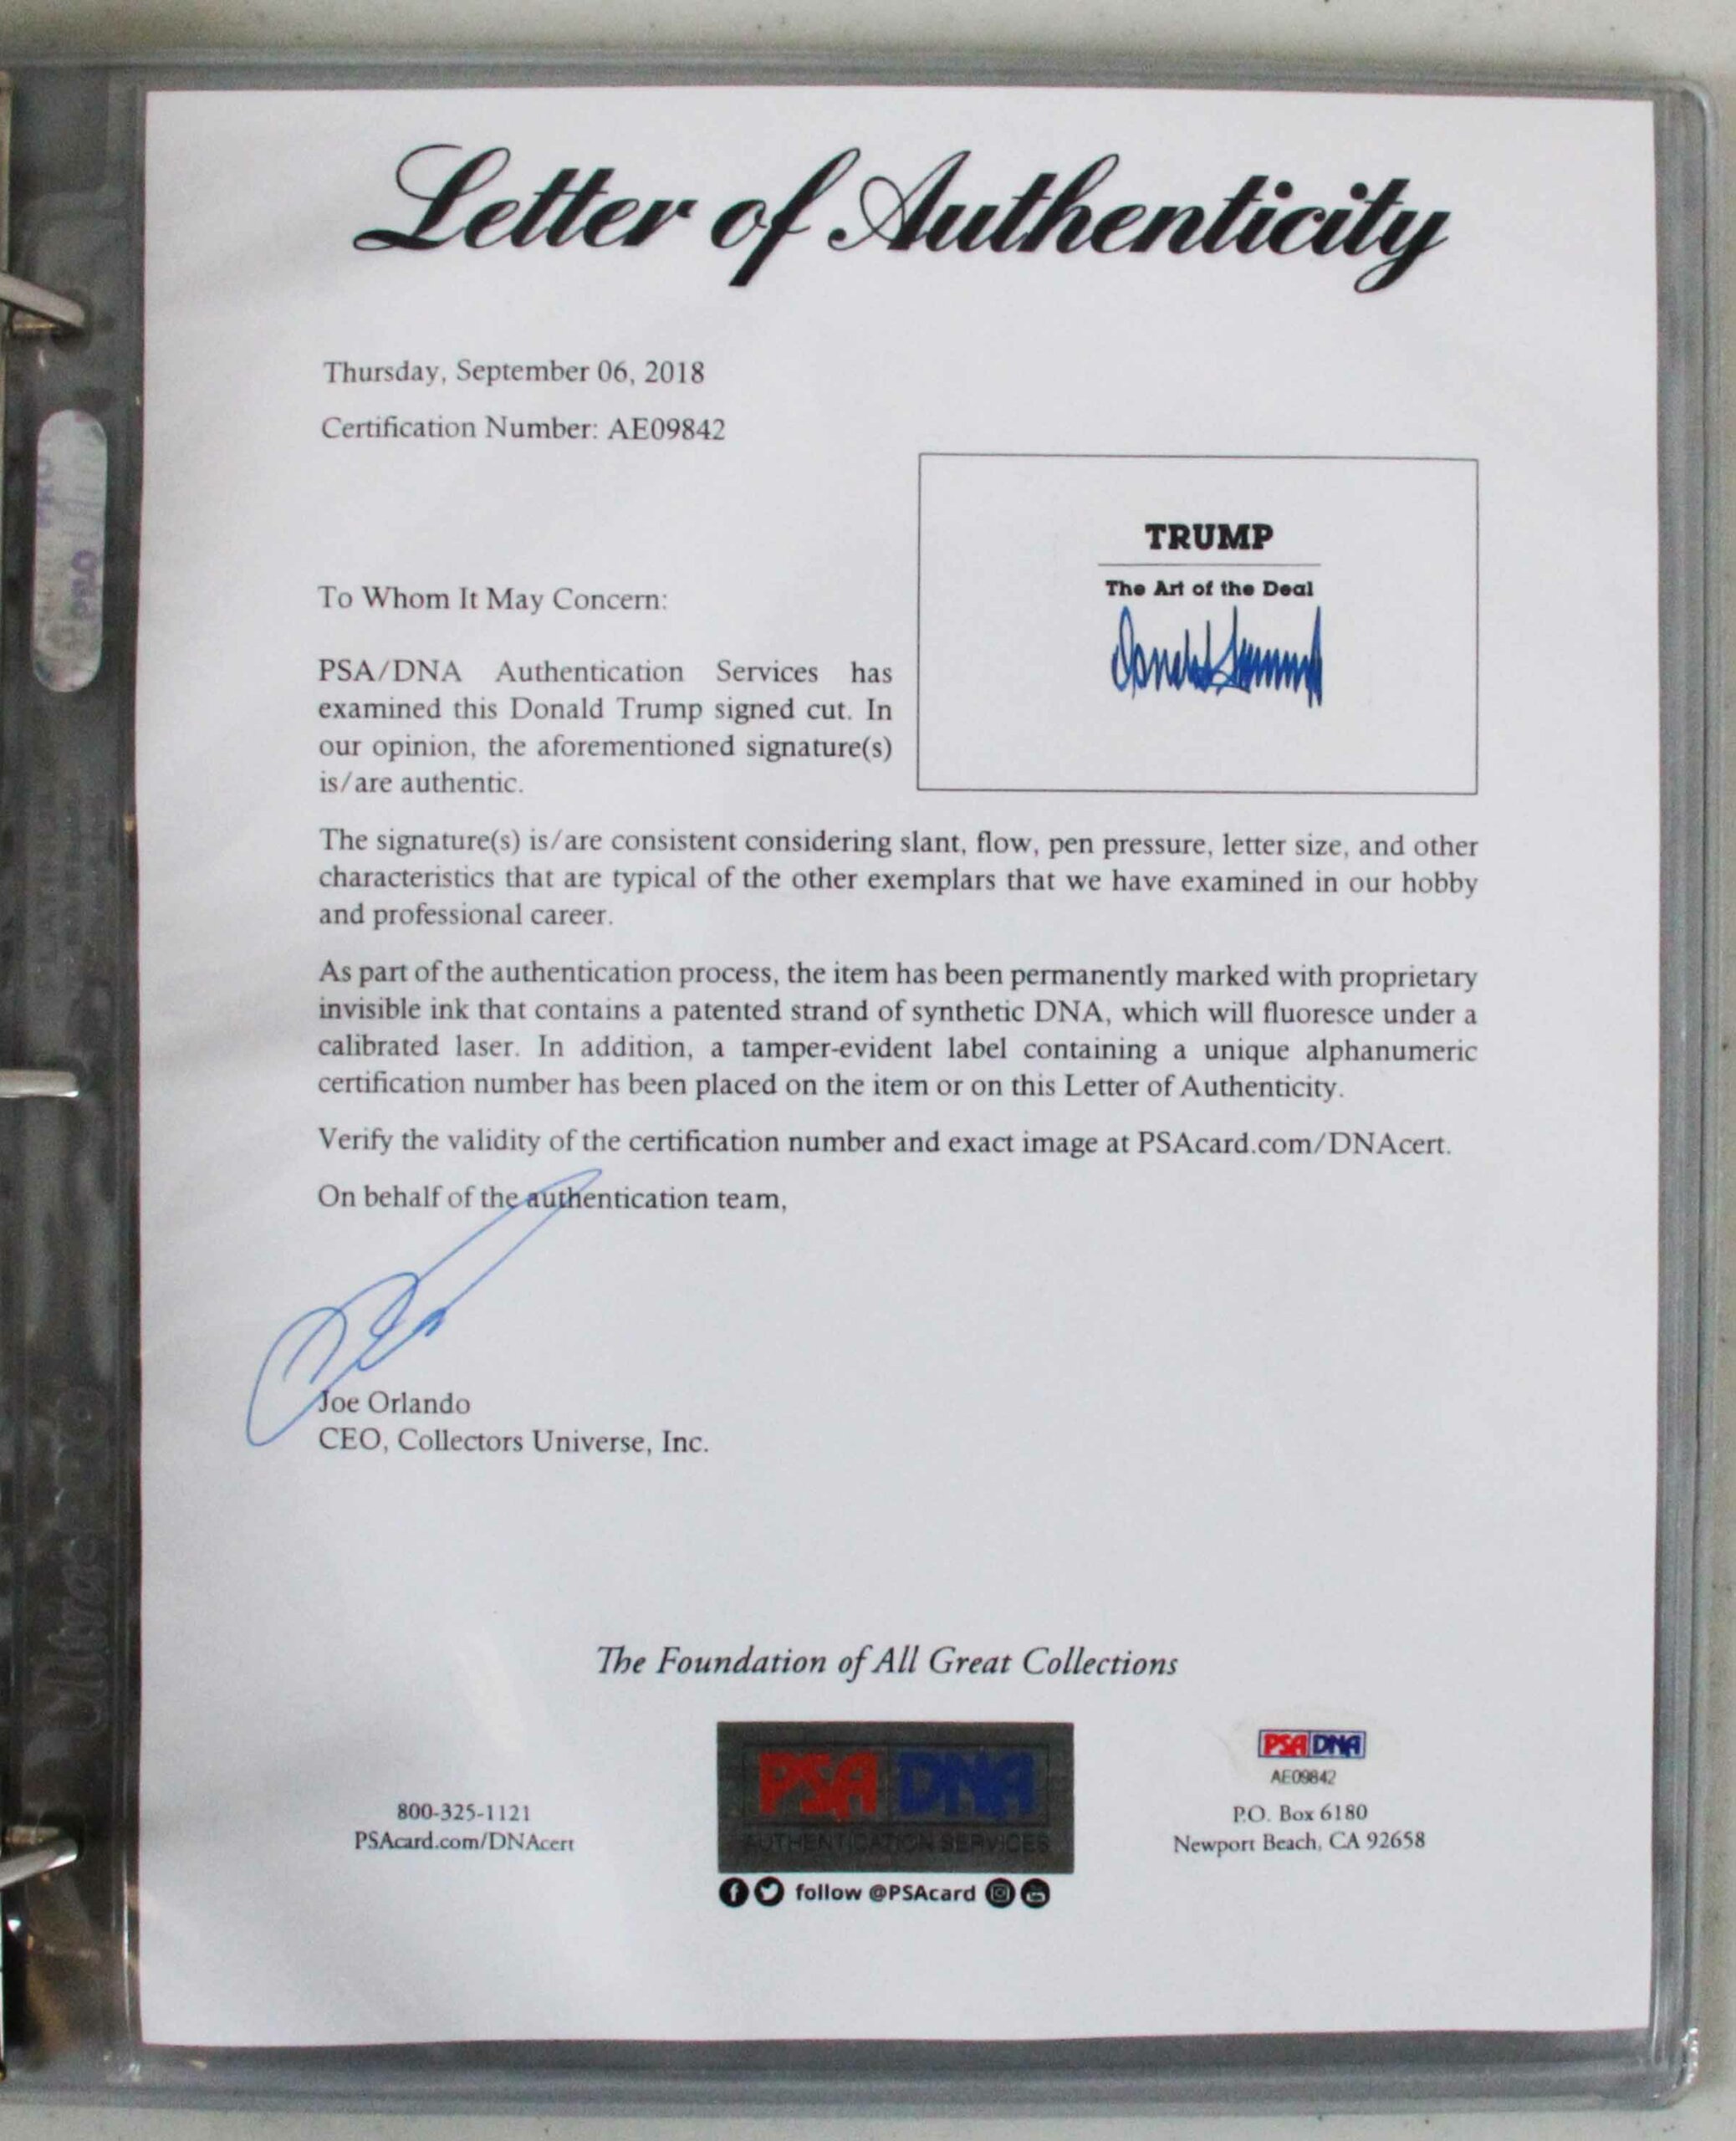 Letter of Authenticity
Thursday, September 06, 2018
Certification Number: AE09842
TRUMP
The Art of the Deal
Donald Trump
To Whom It May Concern:
PSA/DNA Authentication Services has
examined this Donald Trump signed cut. In
our opinion, the aforementioned signature(s)
is/are authentic.
The signature(s) is/are consistent considering slant, flow, pen pressure, letter size, and other
characteristics that are typical of the other exemplars that we have examined in our hobby
and professional career.
As part of the authentication process, the item has been permanently marked with proprietary
invisible ink that contains a patented strand of synthetic DNA, which will fluoresce under a
calibrated laser. In addition, a tamper-evident label containing a unique alphanumeric
certification number has been placed on the item or on this Letter of Authenticity.
Verify the validity of the certification number and exact image at PSAcard.com/DNAcert.
On behalf of the authentication team,
Joe Orlando
CEO, Collectors Universe, Inc.
The Foundation of All Great Collections
800-325-1121
PSAcard.com/DNAcert
PSA DNA
AUTHENTICATION SERVICES
follow @PSAcard
PSA DNA
AE09842
P.O. Box 6180
Newport Beach, CA 92658
PRO
Ultra PRO